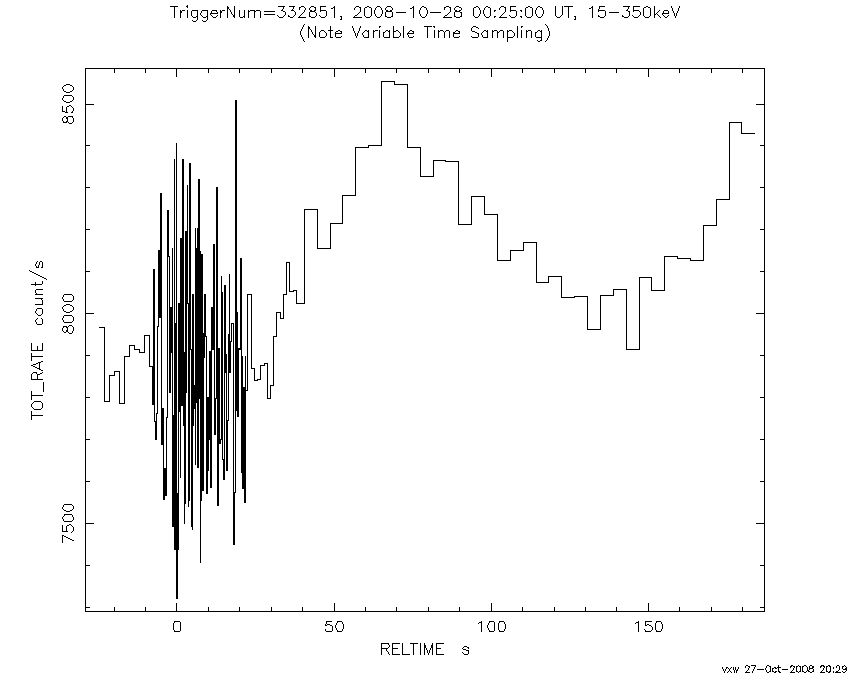 TriggerNum=332851, 2008-10-28 00:25:00 UT, 15-350keV
(Note Variable Time Sampling)
TOT_RATE count/s
8500
8000
7500
0 50 100 150
RELTIME s
vxw 27-Oct-2008 20:29